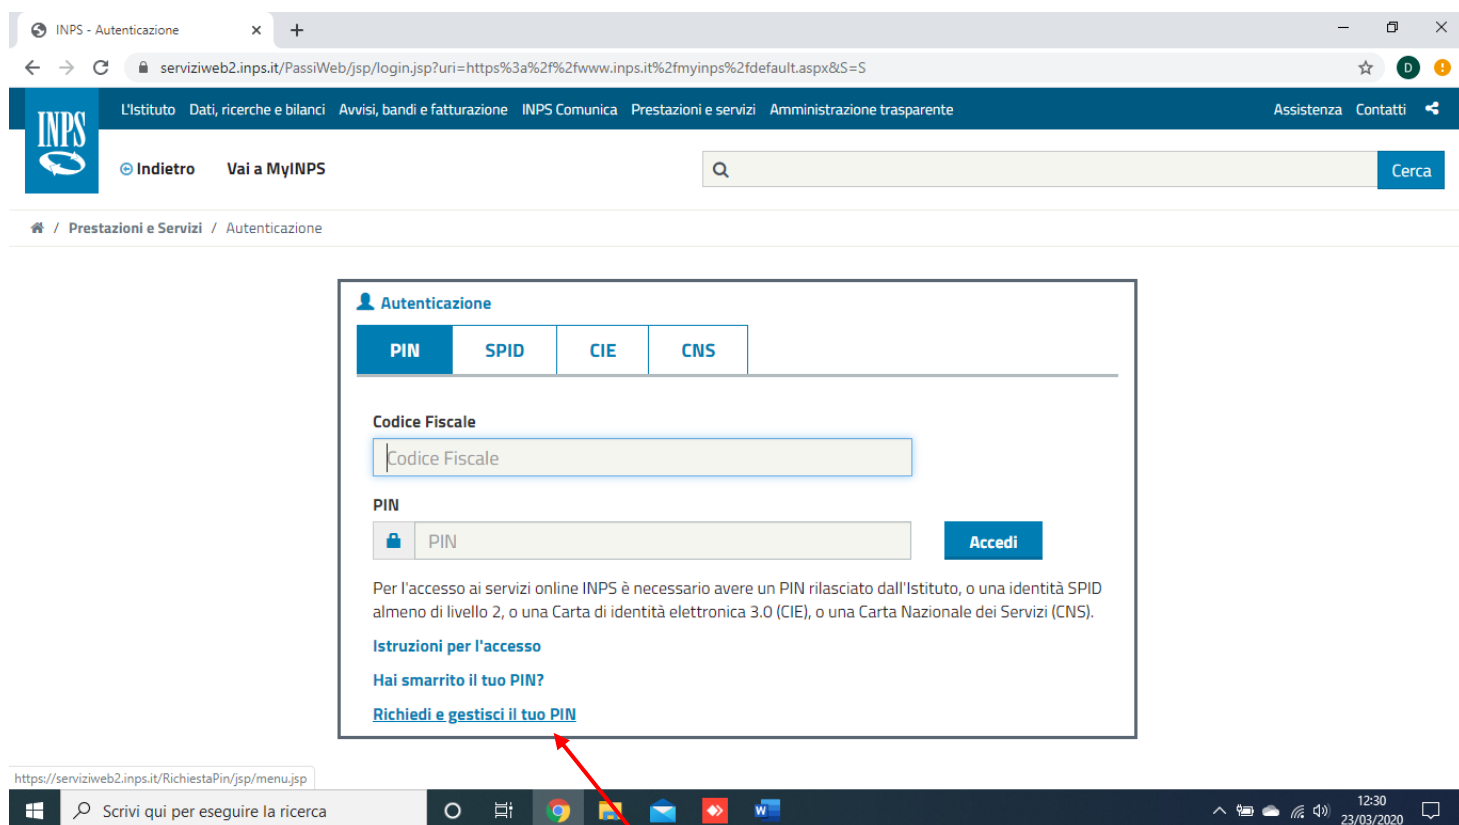 INPS - Autenticazione
serviziweb2.inps.it/PassiWeb/jsp/login.jsp?uri=https%3a%2f%2fwww.inps.it%2fmyinps%2fdefault.aspx&S=S
D
INPS
L'Istituto Dati, ricerche e bilanci Avvisi, bandi e fatturazione INPS Comunica Prestazioni e servizi Amministrazione trasparente Assistenza Contatti
Indietro Vai a MyINPS Cerca
/ Prestazioni e Servizi / Autenticazione
Autenticazione
PIN SPID CIE CNS
Codice Fiscale
Codice Fiscale
PIN
PIN Accedi
Per l'accesso ai servizi online INPS è necessario avere un PIN rilasciato dall'Istituto, o una identità SPID
almeno di livello 2, o una Carta di identità elettronica 3.0 (CIE), o una Carta Nazionale dei Servizi (CNS).
Istruzioni per l'accesso
Hai smarrito il tuo PIN?
Richiedi e gestisci il tuo PIN
https://serviziweb2.inps.it/RichiestaPin/jsp/menu.jsp
Scrivi qui per eseguire la ricerca
12:30
23/03/2020